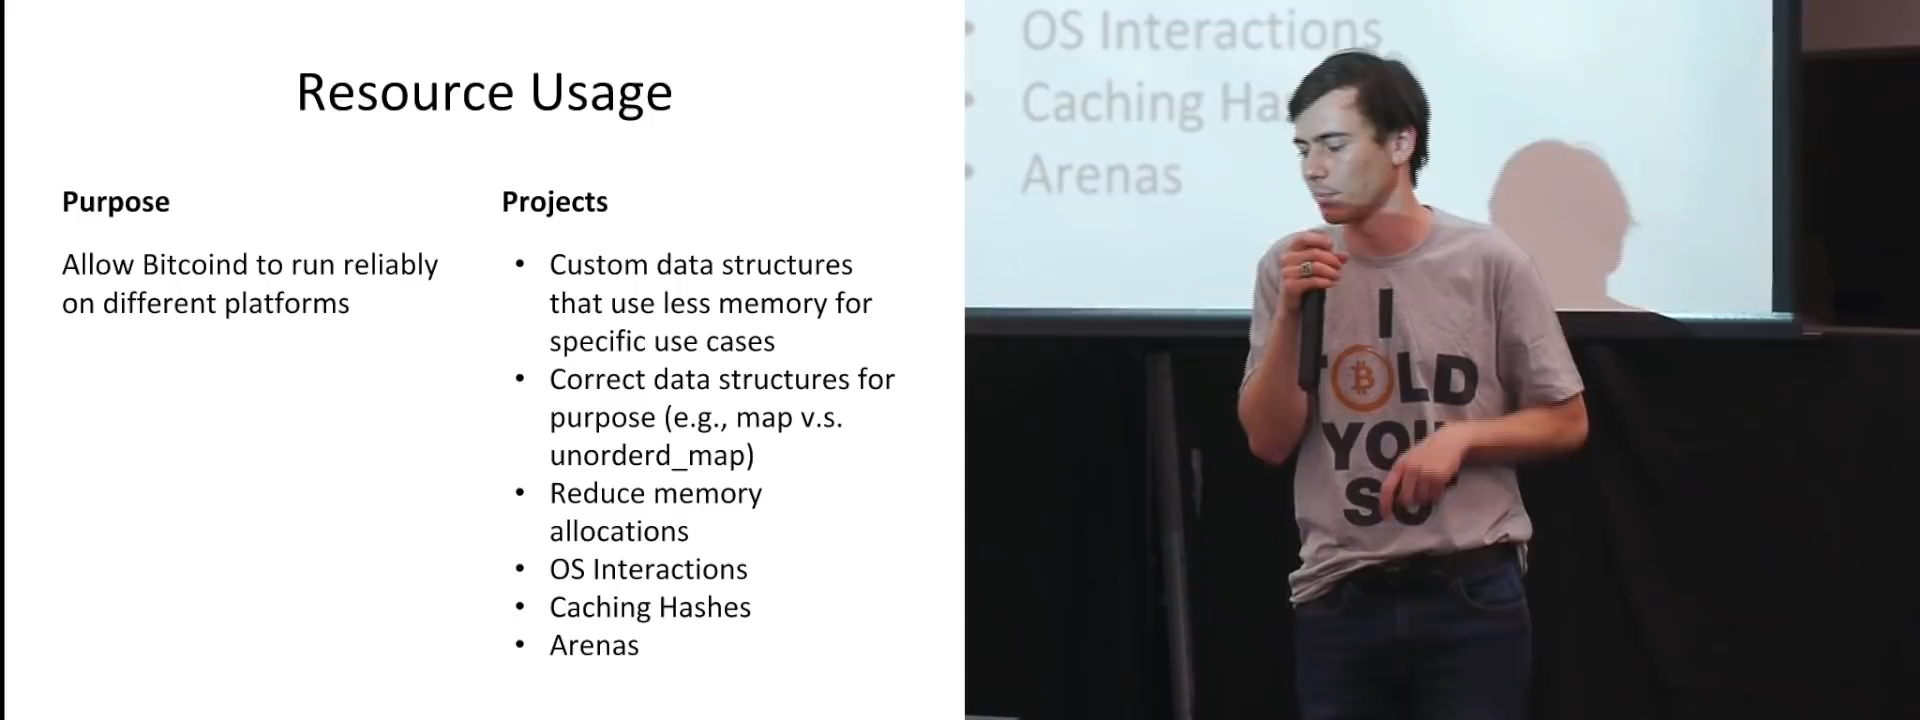 Resource Usage
Purpose
Allow Bitcoind to run reliably
on different platforms
Projects
• Custom data structures
that use less memory for
specific use cases
• Correct data structures for
purpose (e.g., map v.s.
unorderd_map)
• Reduce memory
allocations
• OS Interactions
• Caching Hashes
• Arenas
• OS Interactions
• Caching
• Arenas
I
T₿LD
YOU
SO